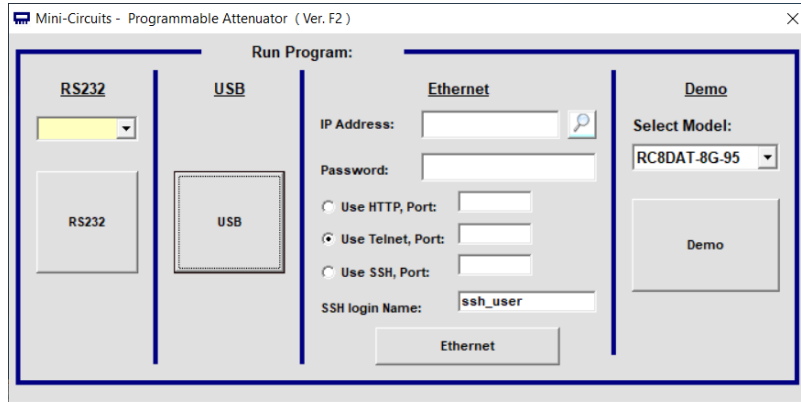 Mini-Circuits - Programmable Attenuator ( Ver. F2 )
Run Program:
RS232
RS232
USB
USB
Ethernet
IP Address:
Password:
Use HTTP, Port:
Use Telnet, Port:
Use SSH, Port:
SSH login Name: ssh_user
Ethernet
Demo
Select Model:
RC8DAT-8G-95
Demo